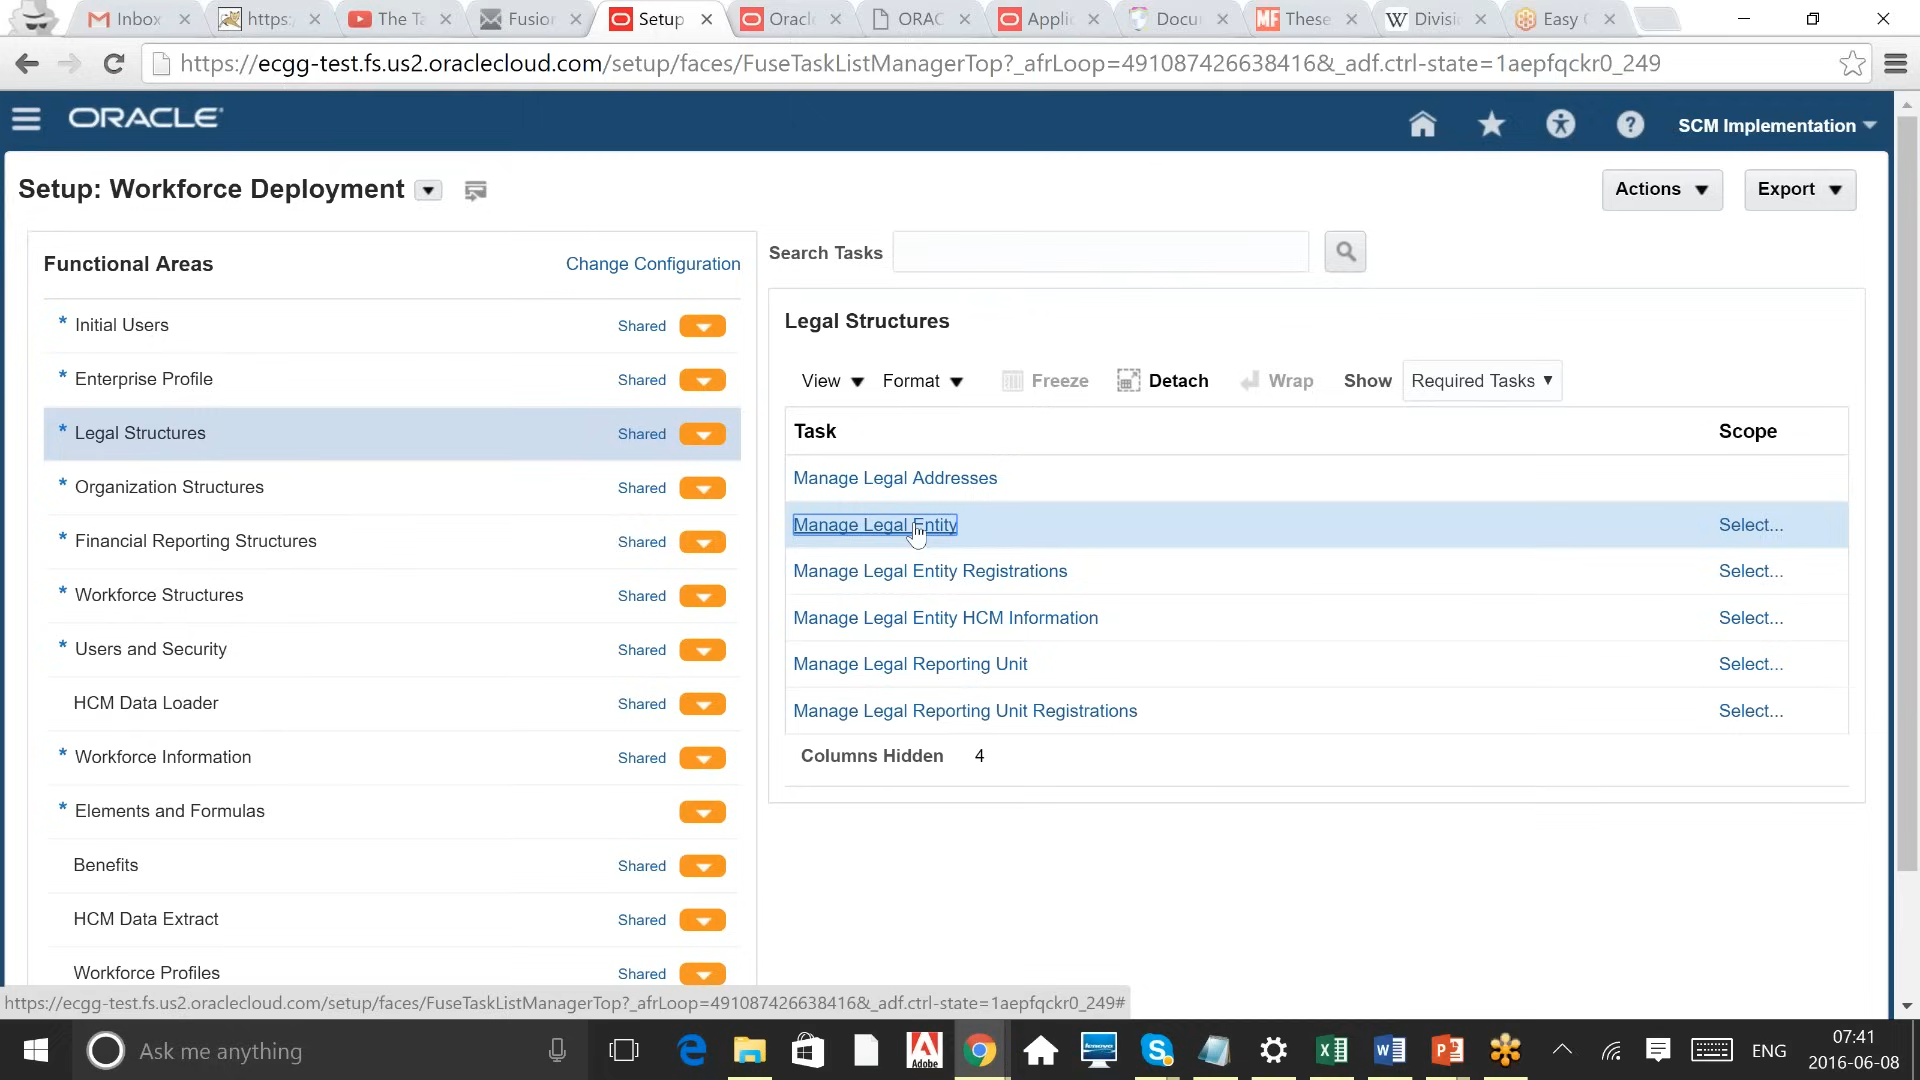 Inbox
https:
The Ta
Fusion
Setup
Oracle
ORAC
Applic
Docu
MF These
W Divisi
Easy
https://ecgg-test.fs.us2.oraclecloud.com/setup/faces/FuseTaskListManagerTop?_afrLoop=491087426638416&_adf.ctrl-state=1aepfqckr0_249
ORACLE
SCM Implementation
Setup: Workforce Deployment
Actions
Export
Functional Areas
Change Configuration
* Initial Users Shared
* Enterprise Profile Shared
* Legal Structures Shared
* Organization Structures Shared
* Financial Reporting Structures Shared
* Workforce Structures Shared
* Users and Security Shared
HCM Data Loader Shared
* Workforce Information Shared
* Elements and Formulas
Benefits Shared
HCM Data Extract Shared
Workforce Profiles Shared
Search Tasks
Legal Structures
View Format Freeze Detach Wrap Show Required Tasks
Task Scope
Manage Legal Addresses
Manage Legal Entity Select...
Manage Legal Entity Registrations Select...
Manage Legal Entity HCM Information Select...
Manage Legal Reporting Unit Select...
Manage Legal Reporting Unit Registrations Select...
Columns Hidden 4
https://ecgg-test.fs.us2.oraclecloud.com/setup/faces/FuseTaskListManagerTop?_afrLoop=491087426638416&_adf.ctrl-state=1aepfqckr0_249#
Ask me anything
Adobe
lenovo
ENG
07:41
2016-06-08